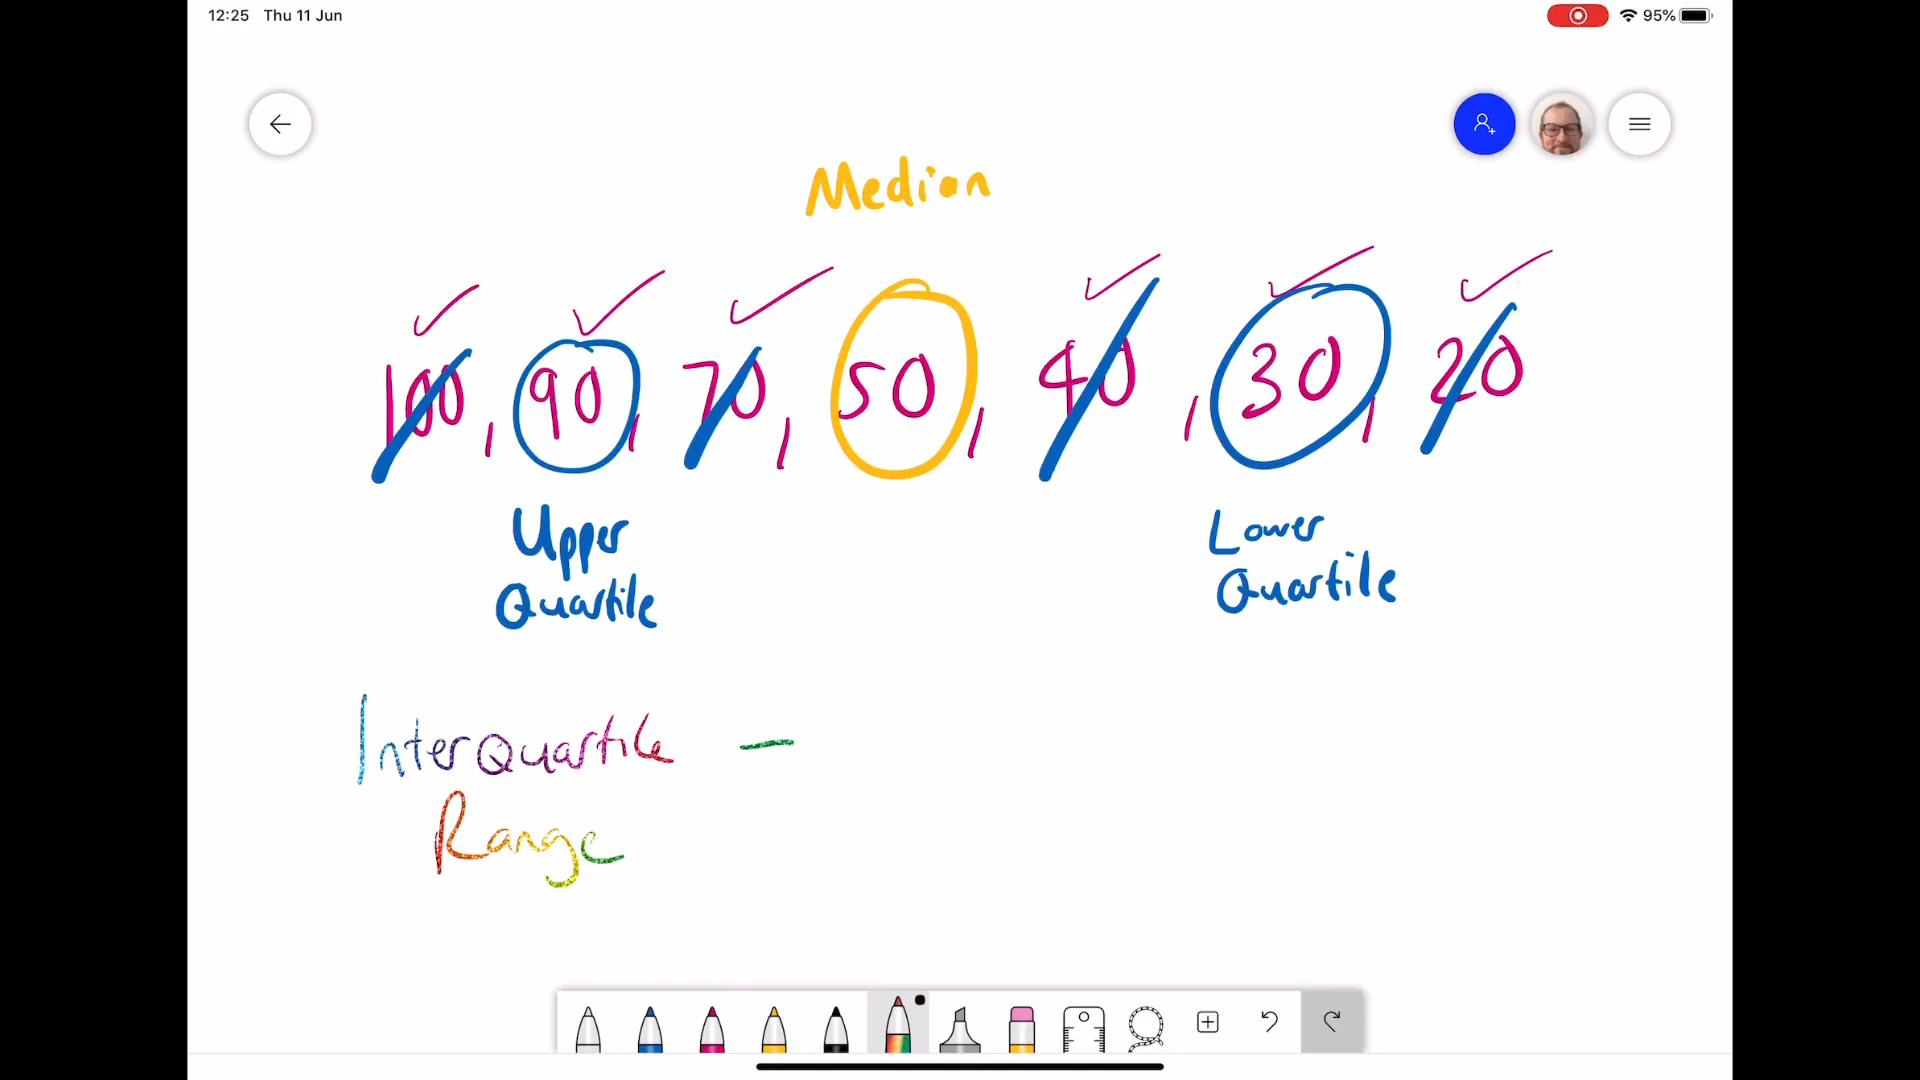 12:25 Thu 11 Jun 95%
Median
100, 90, 70, 50, 40, 30, 20
Upper Lower
Quartile Quartile
InterQuartile -
Range